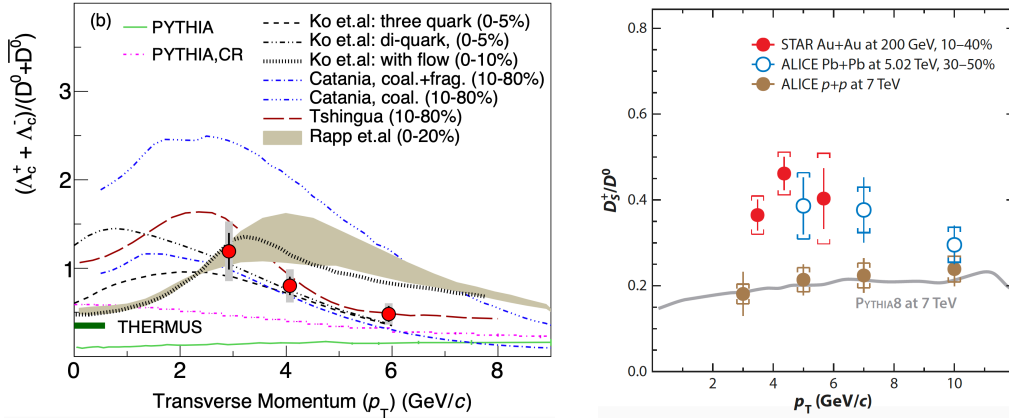 (b)
PYTHIA
PYTHIA,CR
Ko et.al: three quark (0-5%)
Ko et.al: di-quark, (0-5%)
Ko et.al: with flow (0-10%)
Catania, coal.+frag. (10-80%)
Catania, coal. (10-80%)
Tshingua (10-80%)
Rapp et.al (0-20%)
(Λc+ + Λc-)/(D0+D̅0̅)
3
2
1
THERMUS
0 2 4 6 8
Transverse Momentum (pT) (GeV/c)
STAR Au+Au at 200 GeV, 10–40%
ALICE Pb+Pb at 5.02 TeV, 30–50%
ALICE p+p at 7 TeV
DS+/D0
0.8
0.6
0.4
0.2
0.0
PYTHIA8 at 7 TeV
2 4 6 8 10
pT (GeV/c)